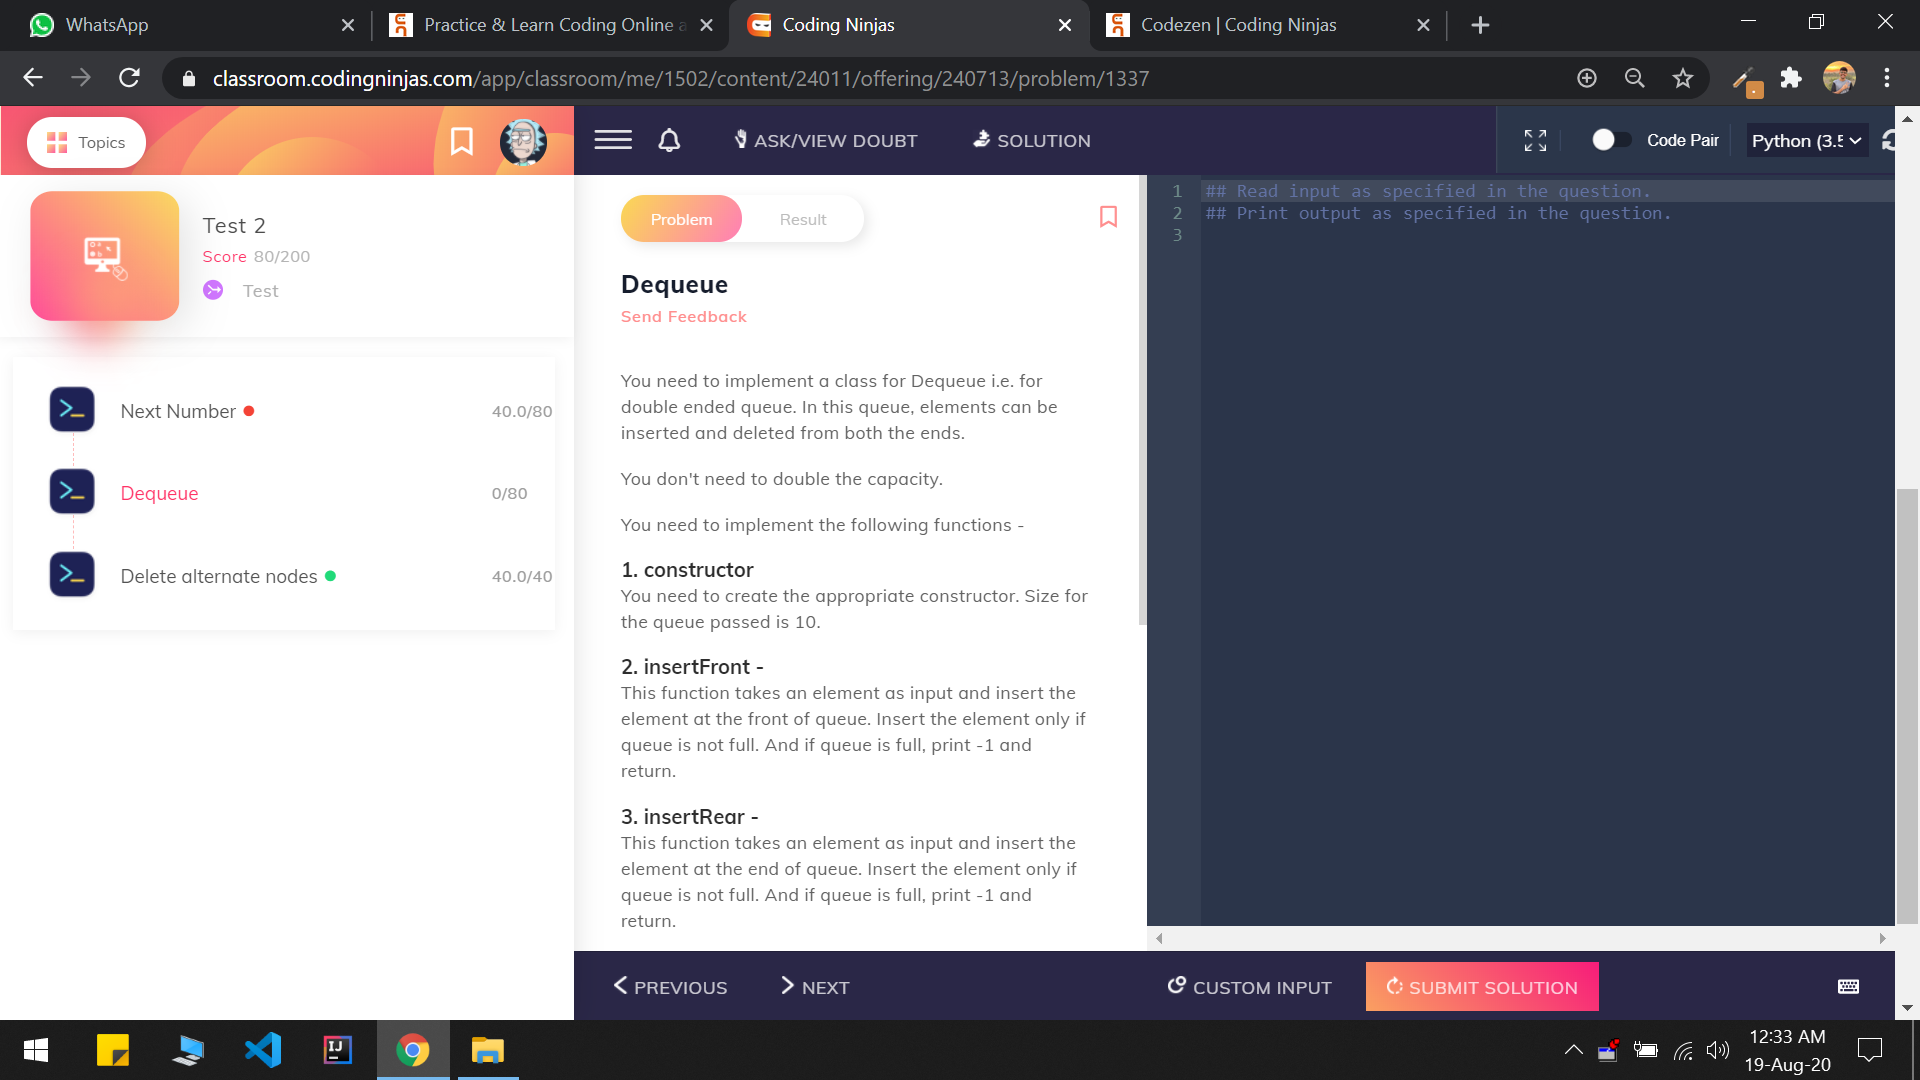 WhatsApp
Practice & Learn Coding Online a
Coding Ninjas
Codezen | Coding Ninjas
classroom.codingninjas.com/app/classroom/me/1502/content/24011/offering/240713/problem/1337
Topics
ASK/VIEW DOUBT
SOLUTION
Code Pair
Python (3.5
Test 2
Score 80/200
Test
Next Number
40.0/80
Dequeue
0/80
Delete alternate nodes
40.0/40
Problem
Result
Dequeue
Send Feedback
You need to implement a class for Dequeue i.e. for
double ended queue. In this queue, elements can be
inserted and deleted from both the ends.
You don't need to double the capacity.
You need to implement the following functions -
1. constructor
You need to create the appropriate constructor. Size for
the queue passed is 10.
2. insertFront -
This function takes an element as input and insert the
element at the front of queue. Insert the element only if
queue is not full. And if queue is full, print -1 and
return.
3. insertRear -
This function takes an element as input and insert the
element at the end of queue. Insert the element only if
queue is not full. And if queue is full, print -1 and
return.
1 ## Read input as specified in the question.
2 ## Print output as specified in the question.
3
PREVIOUS
NEXT
CUSTOM INPUT
SUBMIT SOLUTION
IJ
12:33 AM
19-Aug-20